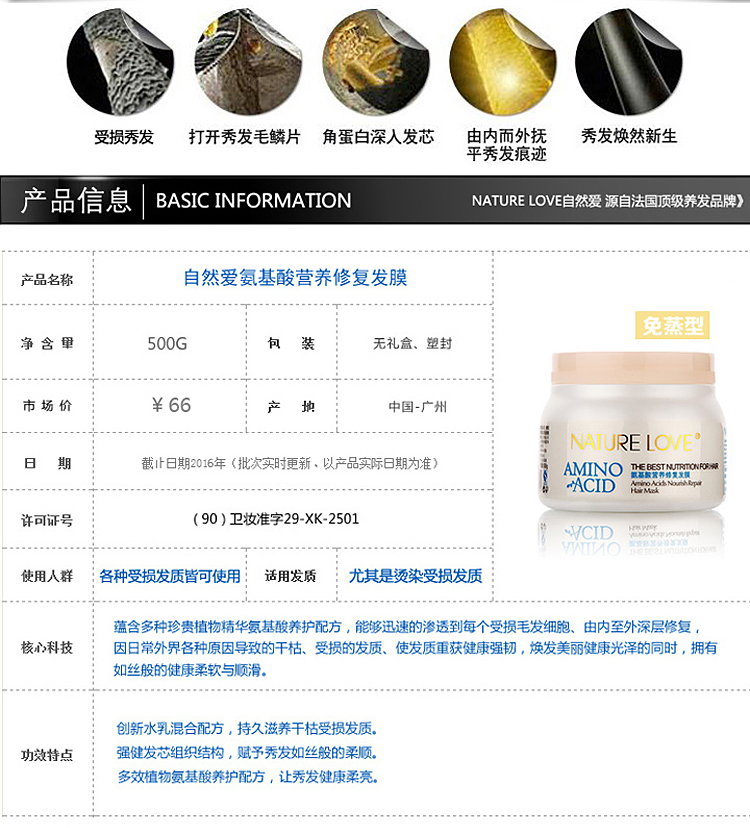 受损秀发
打开秀发毛鳞片
角蛋白深入发芯
由内而外抚
平秀发痕迹
秀发焕然新生
产品信息 BASIC INFORMATION
NATURE LOVE自然爱 源自法国顶级养发品牌》
产品名称 自然爱氨基酸营养修复发膜
净含量 500G 包装 无礼盒、塑封
市场价 ¥66 产地 中国-广州
日期 截止日期2016年（批次实时更新、以产品实际日期为准）
许可证号 （90）卫妆准字29-XK-2501
使用人群 各种受损发质皆可使用 适用发质 尤其是烫染受损发质
核心科技
蕴含多种珍贵植物精华氨基酸养护配方，能够迅速的渗透到每个受损毛发细胞、由内至外深层修复，
因日常外界各种原因导致的干枯、受损的发质、使发质重获健康强韧，焕发美丽健康光泽的同时，拥有
如丝般的健康柔软与顺滑。
功效特点
创新水乳混合配方，持久滋养干枯受损发质。
强健发芯组织结构，赋予秀发如丝般的柔顺。
多效植物氨基酸养护配方，让秀发健康柔亮。
免蒸型
NATURE LOVE®
AMINO
ACID
THE BEST NUTRITION FOR HAIR
氨基酸营养修复发膜
Amino Acids Nourish Repair
Hair Mask